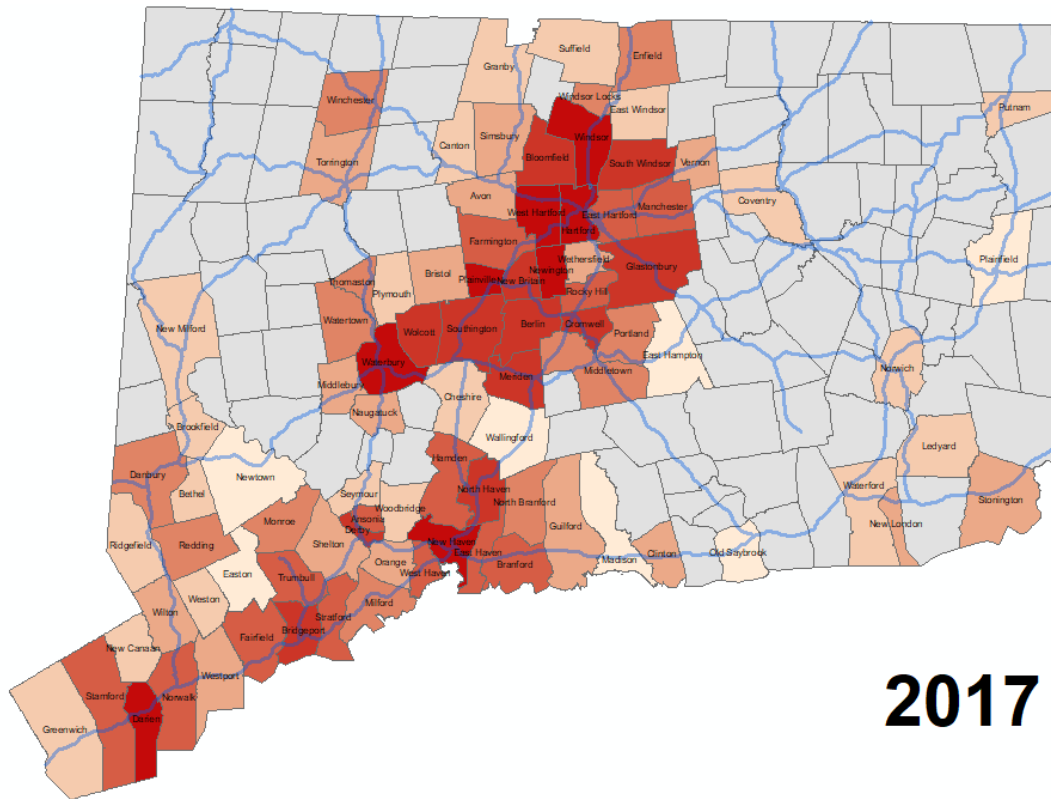 Suffield
Enfield
Granby
Windsor Locks
Winchester
East Windsor
Putnam
Windsor
Simsbury
Canton
Bloomfield
South Windsor
Vernon
Torrington
Avon
Coventry
West Hartford
East Hartford
Manchester
Hartford
Farmington
Wethersfield
Plainfield
Glastonbury
Newington
Bristol
Plainville
New Britain
Thomaston
Plymouth
Rocky Hill
Watertown
Wolcott
Southington
Berlin
Cromwell
New Milford
Portland
East Hampton
Waterbury
Norwich
Middletown
Meriden
Middlebury
Cheshire
Naugatuck
Brookfield
Wallingford
Ledyard
Hamden
Danbury
Newtown
Waterford
North Haven
Bethel
Seymour
Woodbridge
North Branford
Stonington
Ansonia
Monroe
Derby
New London
Guilford
New Haven
Ridgefield
Redding
Shelton
East Haven
Clinton
Old Saybrook
Madison
Orange
Branford
Easton
Trumbull
West Haven
Weston
Milford
Wilton
Stratford
Bridgeport
Fairfield
New Canaan
Westport
Stamford
Norwalk
Darien
Greenwich
2017